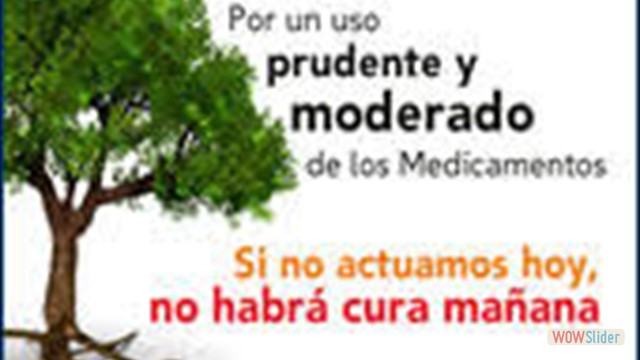 Por un uso
prudente y
moderado
de los Medicamentos
Si no actuamos hoy,
no habrá cura mañana
WOWSlider